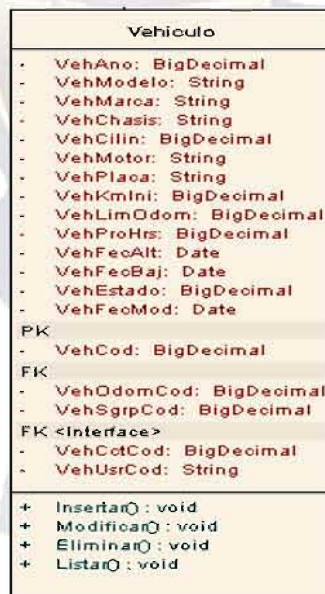 Vehiculo
- VehAno: BigDecimal
- VehModelo: String
- VehMarca: String
- VehChasis: String
- VehCilin: BigDecimal
- VehMotor: String
- VehPlaca: String
- VehKmIni: BigDecimal
- VehLimOdom: BigDecimal
- VehProHrs: BigDecimal
- VehFecAlt: Date
- VehFecBaj: Date
- VehEstado: BigDecimal
- VehFecMod: Date
PK
- VehCod: BigDecimal
FK
- VehOdomCod: BigDecimal
- VehSgrpCod: BigDecimal
FK <Interface>
- VehCctCod: BigDecimal
- VehUsrCod: String
+ Insertar() : void
+ Modificar() : void
+ Eliminar() : void
+ Listar() : void